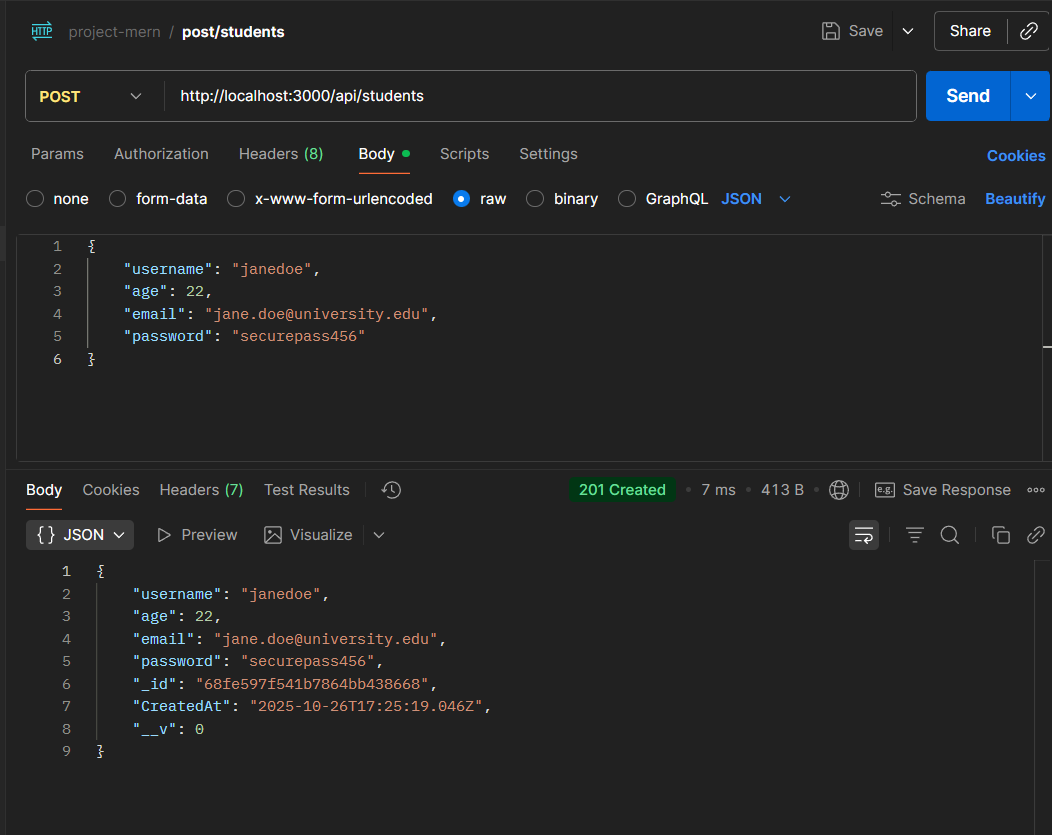 HTTP project-mern / post/students Save Share
POST http://localhost:3000/api/students Send
Params Authorization Headers (8) Body Scripts Settings Cookies
none form-data x-www-form-urlencoded raw binary GraphQL JSON Schema Beautify
1 {
2 "username": "janedoe",
3 "age": 22,
4 "email": "jane.doe@university.edu",
5 "password": "securepass456"
6 }
Body Cookies Headers (7) Test Results 201 Created • 7 ms • 413 B • e.g. Save Response
{} JSON Preview Visualize
1 {
2 "username": "janedoe",
3 "age": 22,
4 "email": "jane.doe@university.edu",
5 "password": "securepass456",
6 "_id": "68fe597f541b7864bb438668",
7 "CreatedAt": "2025-10-26T17:25:19.046Z",
8 "__v": 0
9 }